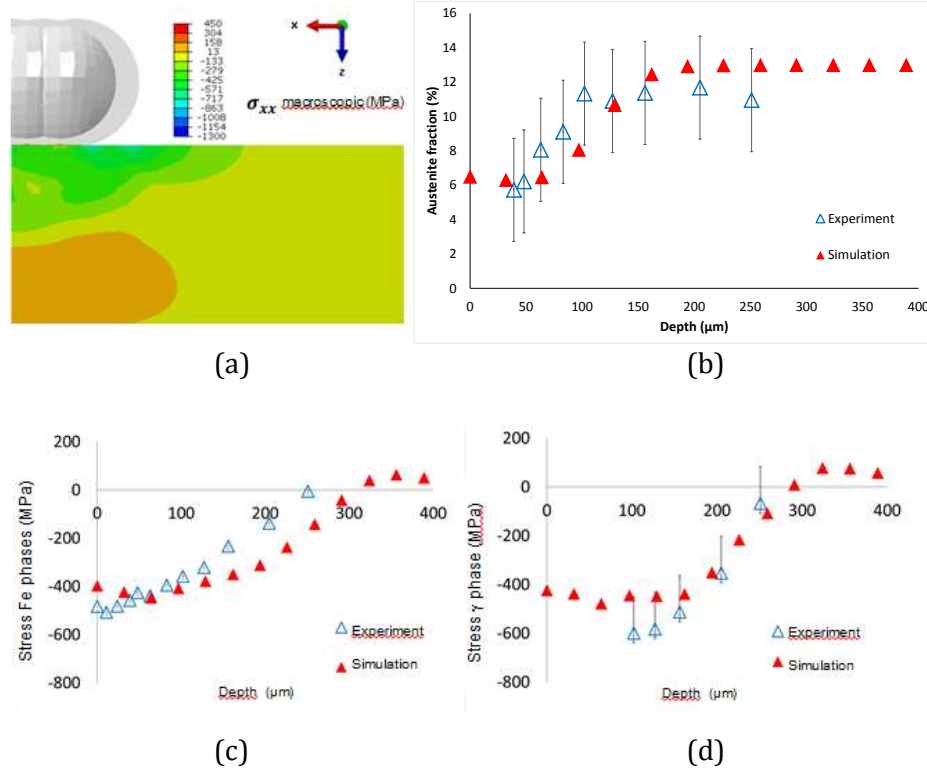 450
304
158
13
-133
-279
-425
-571
-717
-863
-1008
-1154
-1300
x
z
σxx macroscopic (MPa)
(a)
Austenite fraction (%)
16
14
12
10
8
6
4
2
0
0 50 100 150 200 250 300 350 400
Depth (µm)
Experiment
Simulation
(b)
Stress Fe phases (MPa)
200
0
-200
-400
-600
-800
0 100 200 300 400
Experiment
Simulation
Depth (µm)
(c)
Stress γ phase (MPa)
200
0
-200
-400
-600
-800
0 100 200 300 400
Experiment
Simulation
Depth (µm)
(d)